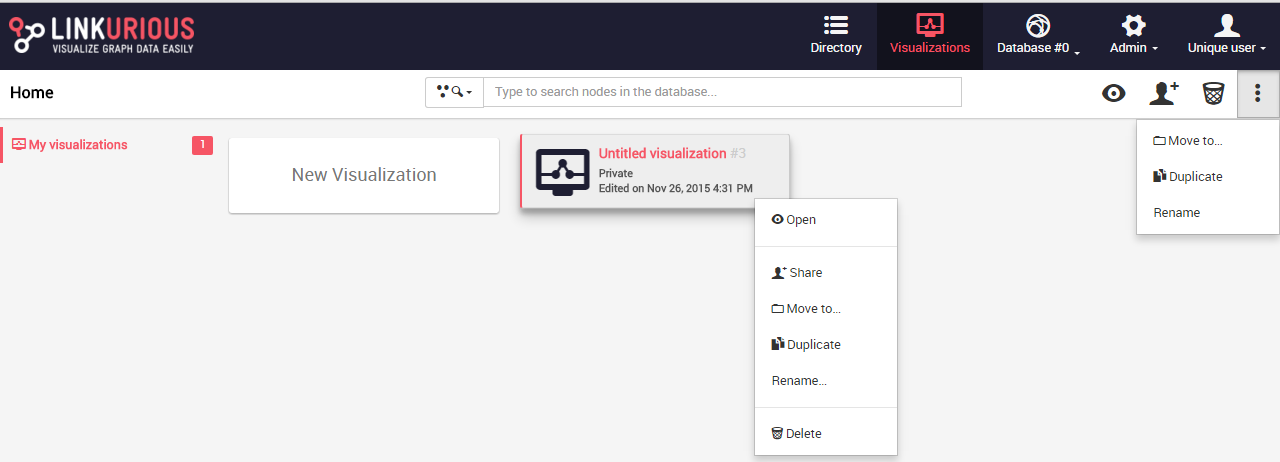 LINKURIOUS
VISUALIZE GRAPH DATA EASILY
Directory
Visualizations
Database #0
Admin
Unique user
Home
Type to search nodes in the database...
My visualizations
1
New Visualization
Untitled visualization #3
Private
Edited on Nov 26, 2015 4:31 PM
Open
Share
Move to...
Duplicate
Rename...
Delete
Move to...
Duplicate
Rename